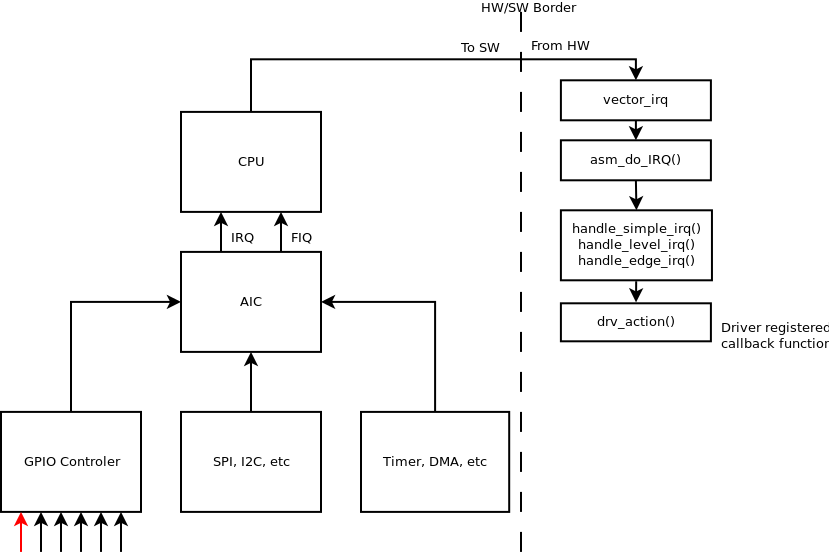 HW/SW Border
To SW
From HW
vector_irq
CPU
asm_do_IRQ()
IRQ
FIQ
handle_simple_irq()
handle_level_irq()
handle_edge_irq()
AIC
drv_action()
Driver registered
callback function
GPIO Controler
SPI, I2C, etc
Timer, DMA, etc